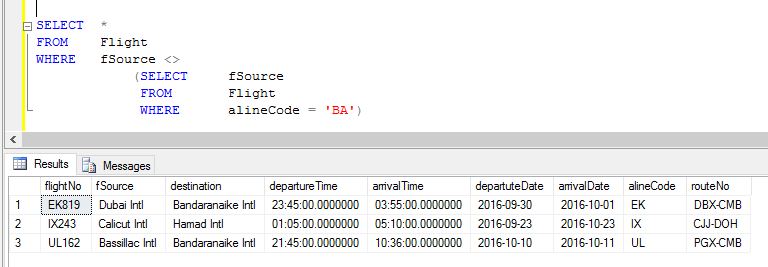 SELECT *
FROM Flight
WHERE fSource <>
(SELECT fSource
FROM Flight
WHERE alineCode = 'BA')
Results Messages
flightNo fSource destination departureTime arrivalTime departuteDate arrivalDate alineCode routeNo
1 EK819 Dubai Intl Bandaranaike Intl 23:45:00.0000000 03:55:00.0000000 2016-09-30 2016-10-01 EK DBX-CMB
2 IX243 Calicut Intl Hamad Intl 01:05:00.0000000 05:10:00.0000000 2016-09-23 2016-10-23 IX CJJ-DOH
3 UL162 Bassillac Intl Bandaranaike Intl 21:45:00.0000000 10:36:00.0000000 2016-10-10 2016-10-11 UL PGX-CMB